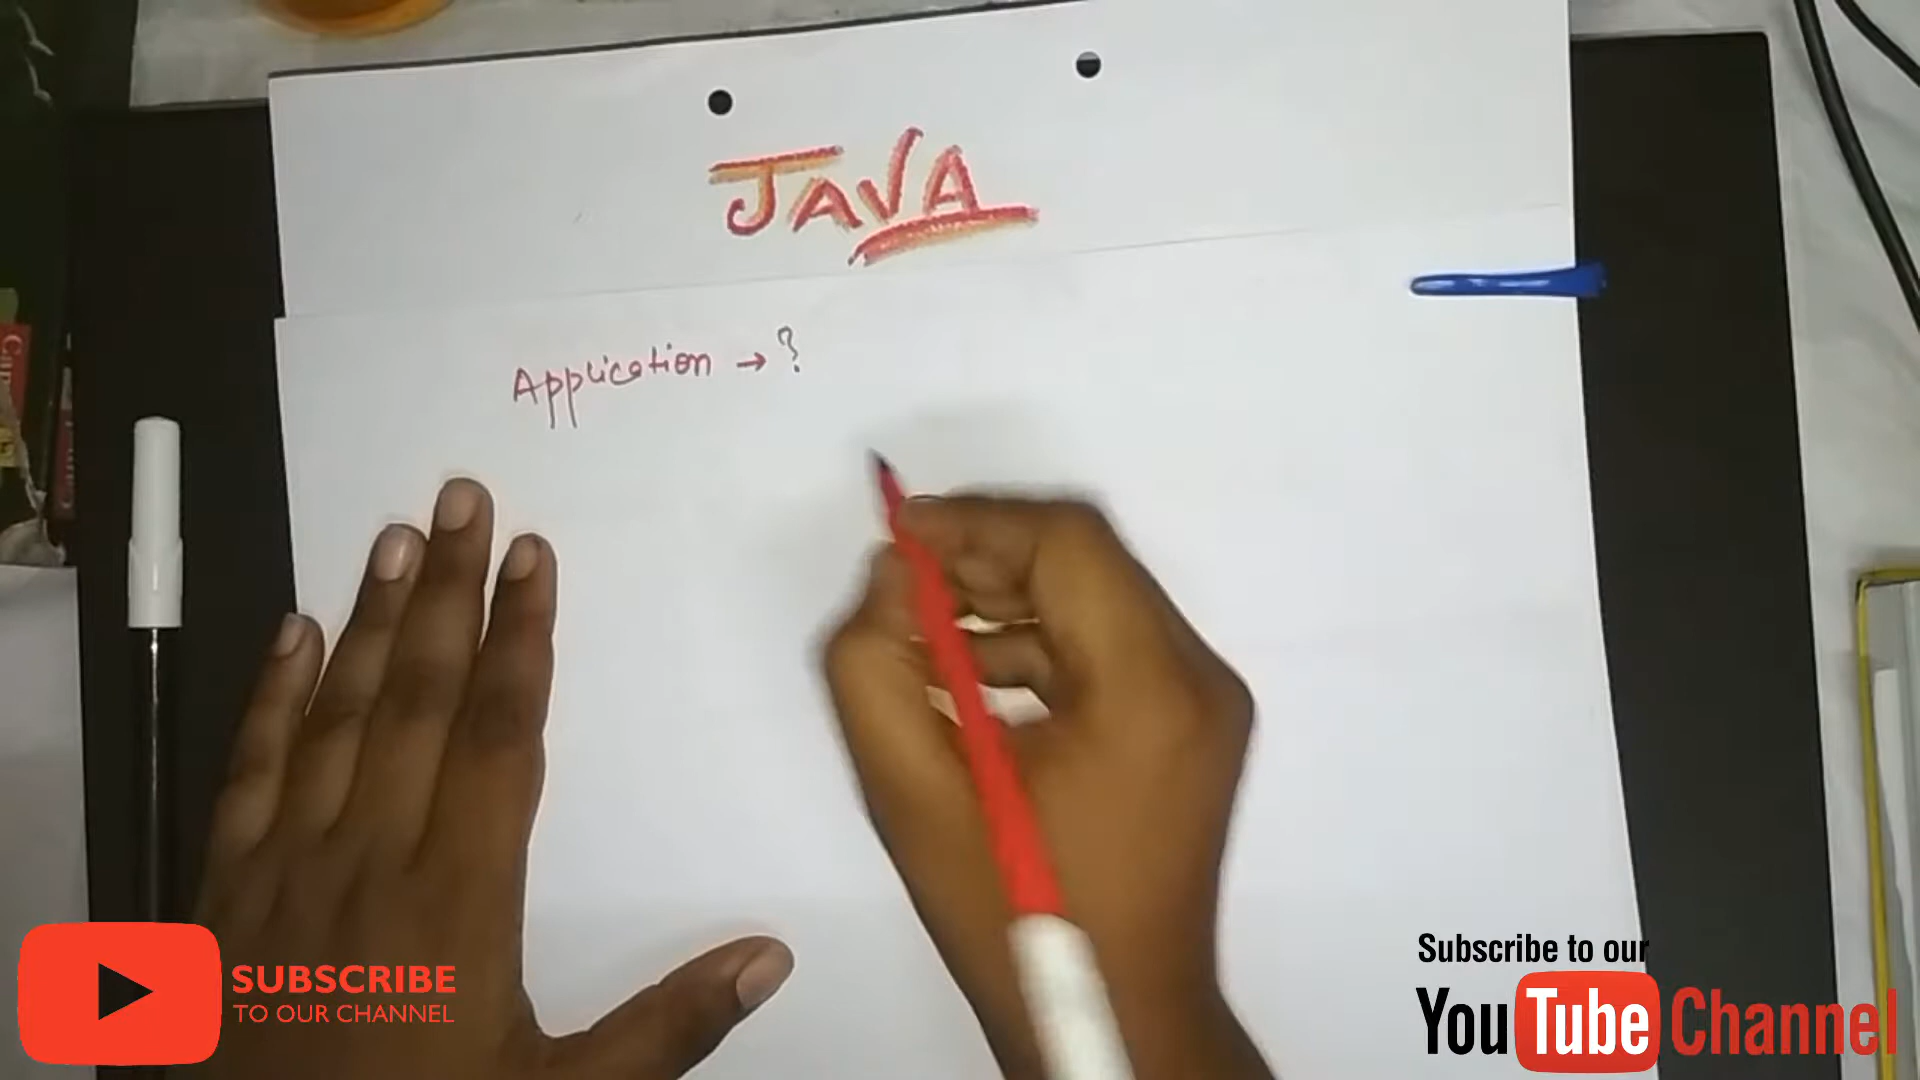 JAVA
Application → ?
SUBSCRIBE
TO OUR CHANNEL
Subscribe to our
YouTube Channel